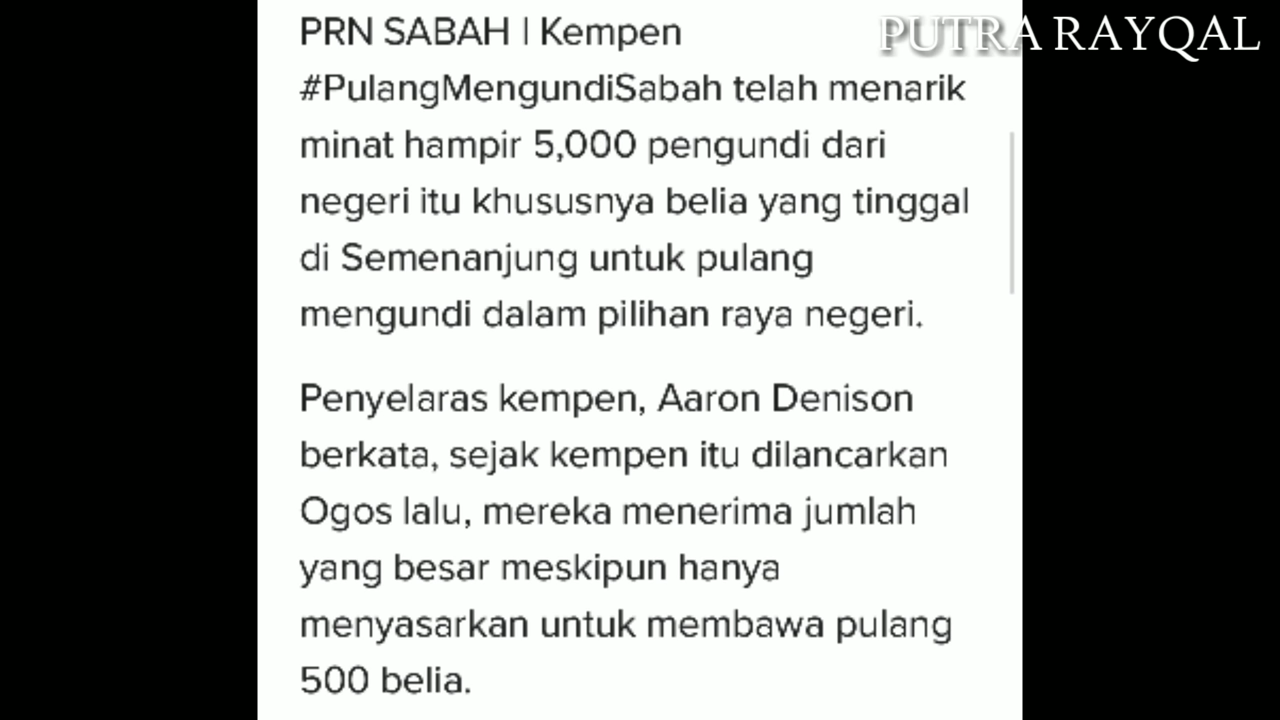 PUTRA RAYQAL
PRN SABAH | Kempen
#PulangMengundiSabah telah menarik
minat hampir 5,000 pengundi dari
negeri itu khususnya belia yang tinggal
di Semenanjung untuk pulang
mengundi dalam pilihan raya negeri.
Penyelaras kempen, Aaron Denison
berkata, sejak kempen itu dilancarkan
Ogos lalu, mereka menerima jumlah
yang besar meskipun hanya
menyasarkan untuk membawa pulang
500 belia.